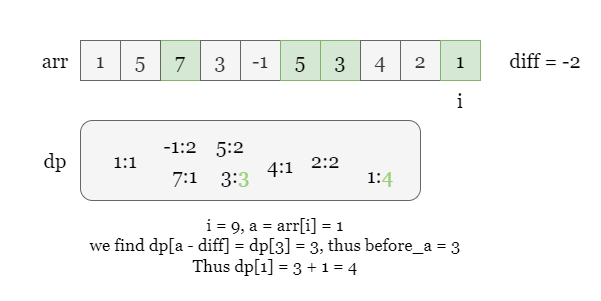 arr 1 5 7 3 -1 5 3 4 2 1 diff = -2
i
dp
-1:2 5:2
1:1 4:1 2:2
7:1 3:3 1:4
i = 9, a = arr[i] = 1
we find dp[a - diff] = dp[3] = 3, thus before_a = 3
Thus dp[1] = 3 + 1 = 4